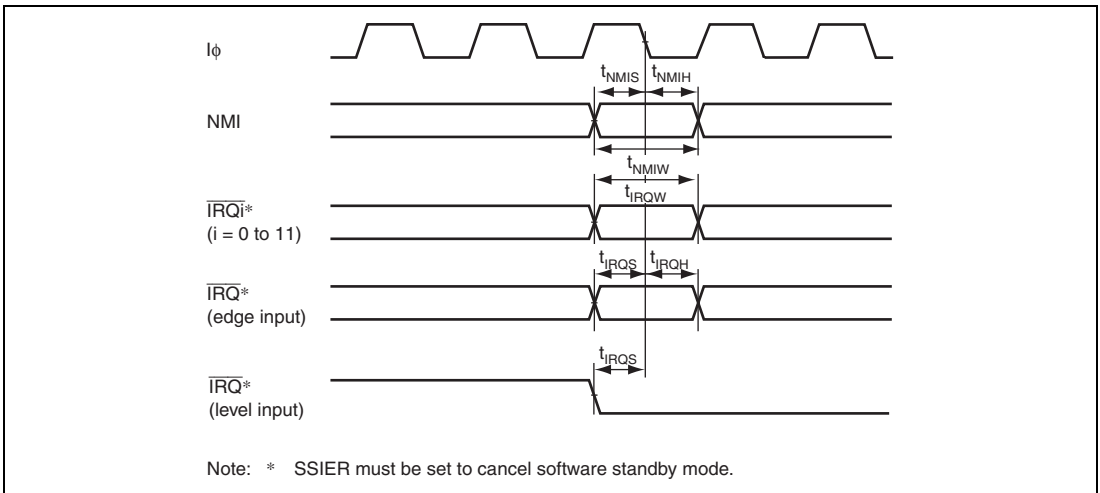 Iϕ
tNMIS tNMIH
NMI
tNMIW
tIRQW
IRQi*
(i = 0 to 11)
tIRQS tIRQH
IRQ*
(edge input)
tIRQS
IRQ*
(level input)
Note: * SSIER must be set to cancel software standby mode.